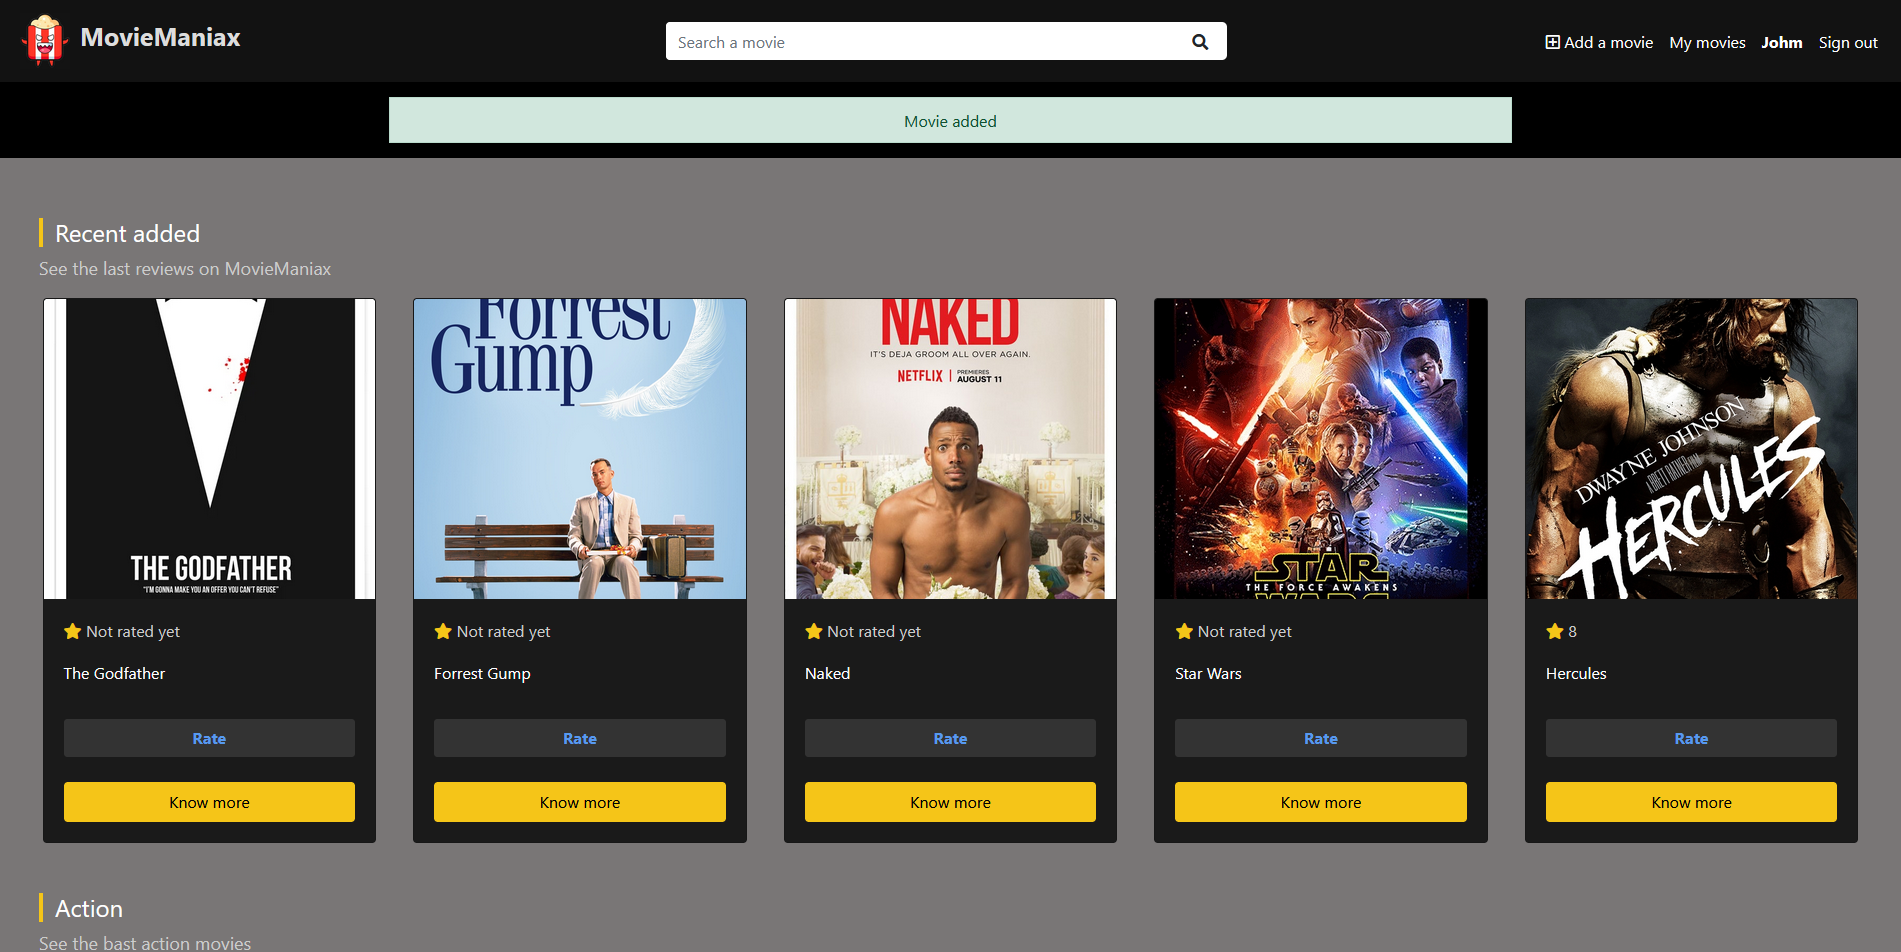 MovieManiax
Search a movie
Add a movie My movies Johm Sign out
Movie added
Recent added
See the last reviews on MovieManiax
THE GODFATHER
"I'M GONNA MAKE YOU AN OFFER YOU CAN'T REFUSE"
Not rated yet
The Godfather
Rate
Know more
Forrest
Gump
Not rated yet
Forrest Gump
Rate
Know more
NAKED
IT'S DEJA GROOM ALL OVER AGAIN.
NETFLIX | PREMIERES
AUGUST 11
Not rated yet
Naked
Rate
Know more
STAR
THE FORCE AWAKENS
WARS
Not rated yet
Star Wars
Rate
Know more
DWAYNE JOHNSON
HERCULES
8
Hercules
Rate
Know more
Action
See the bast action movies